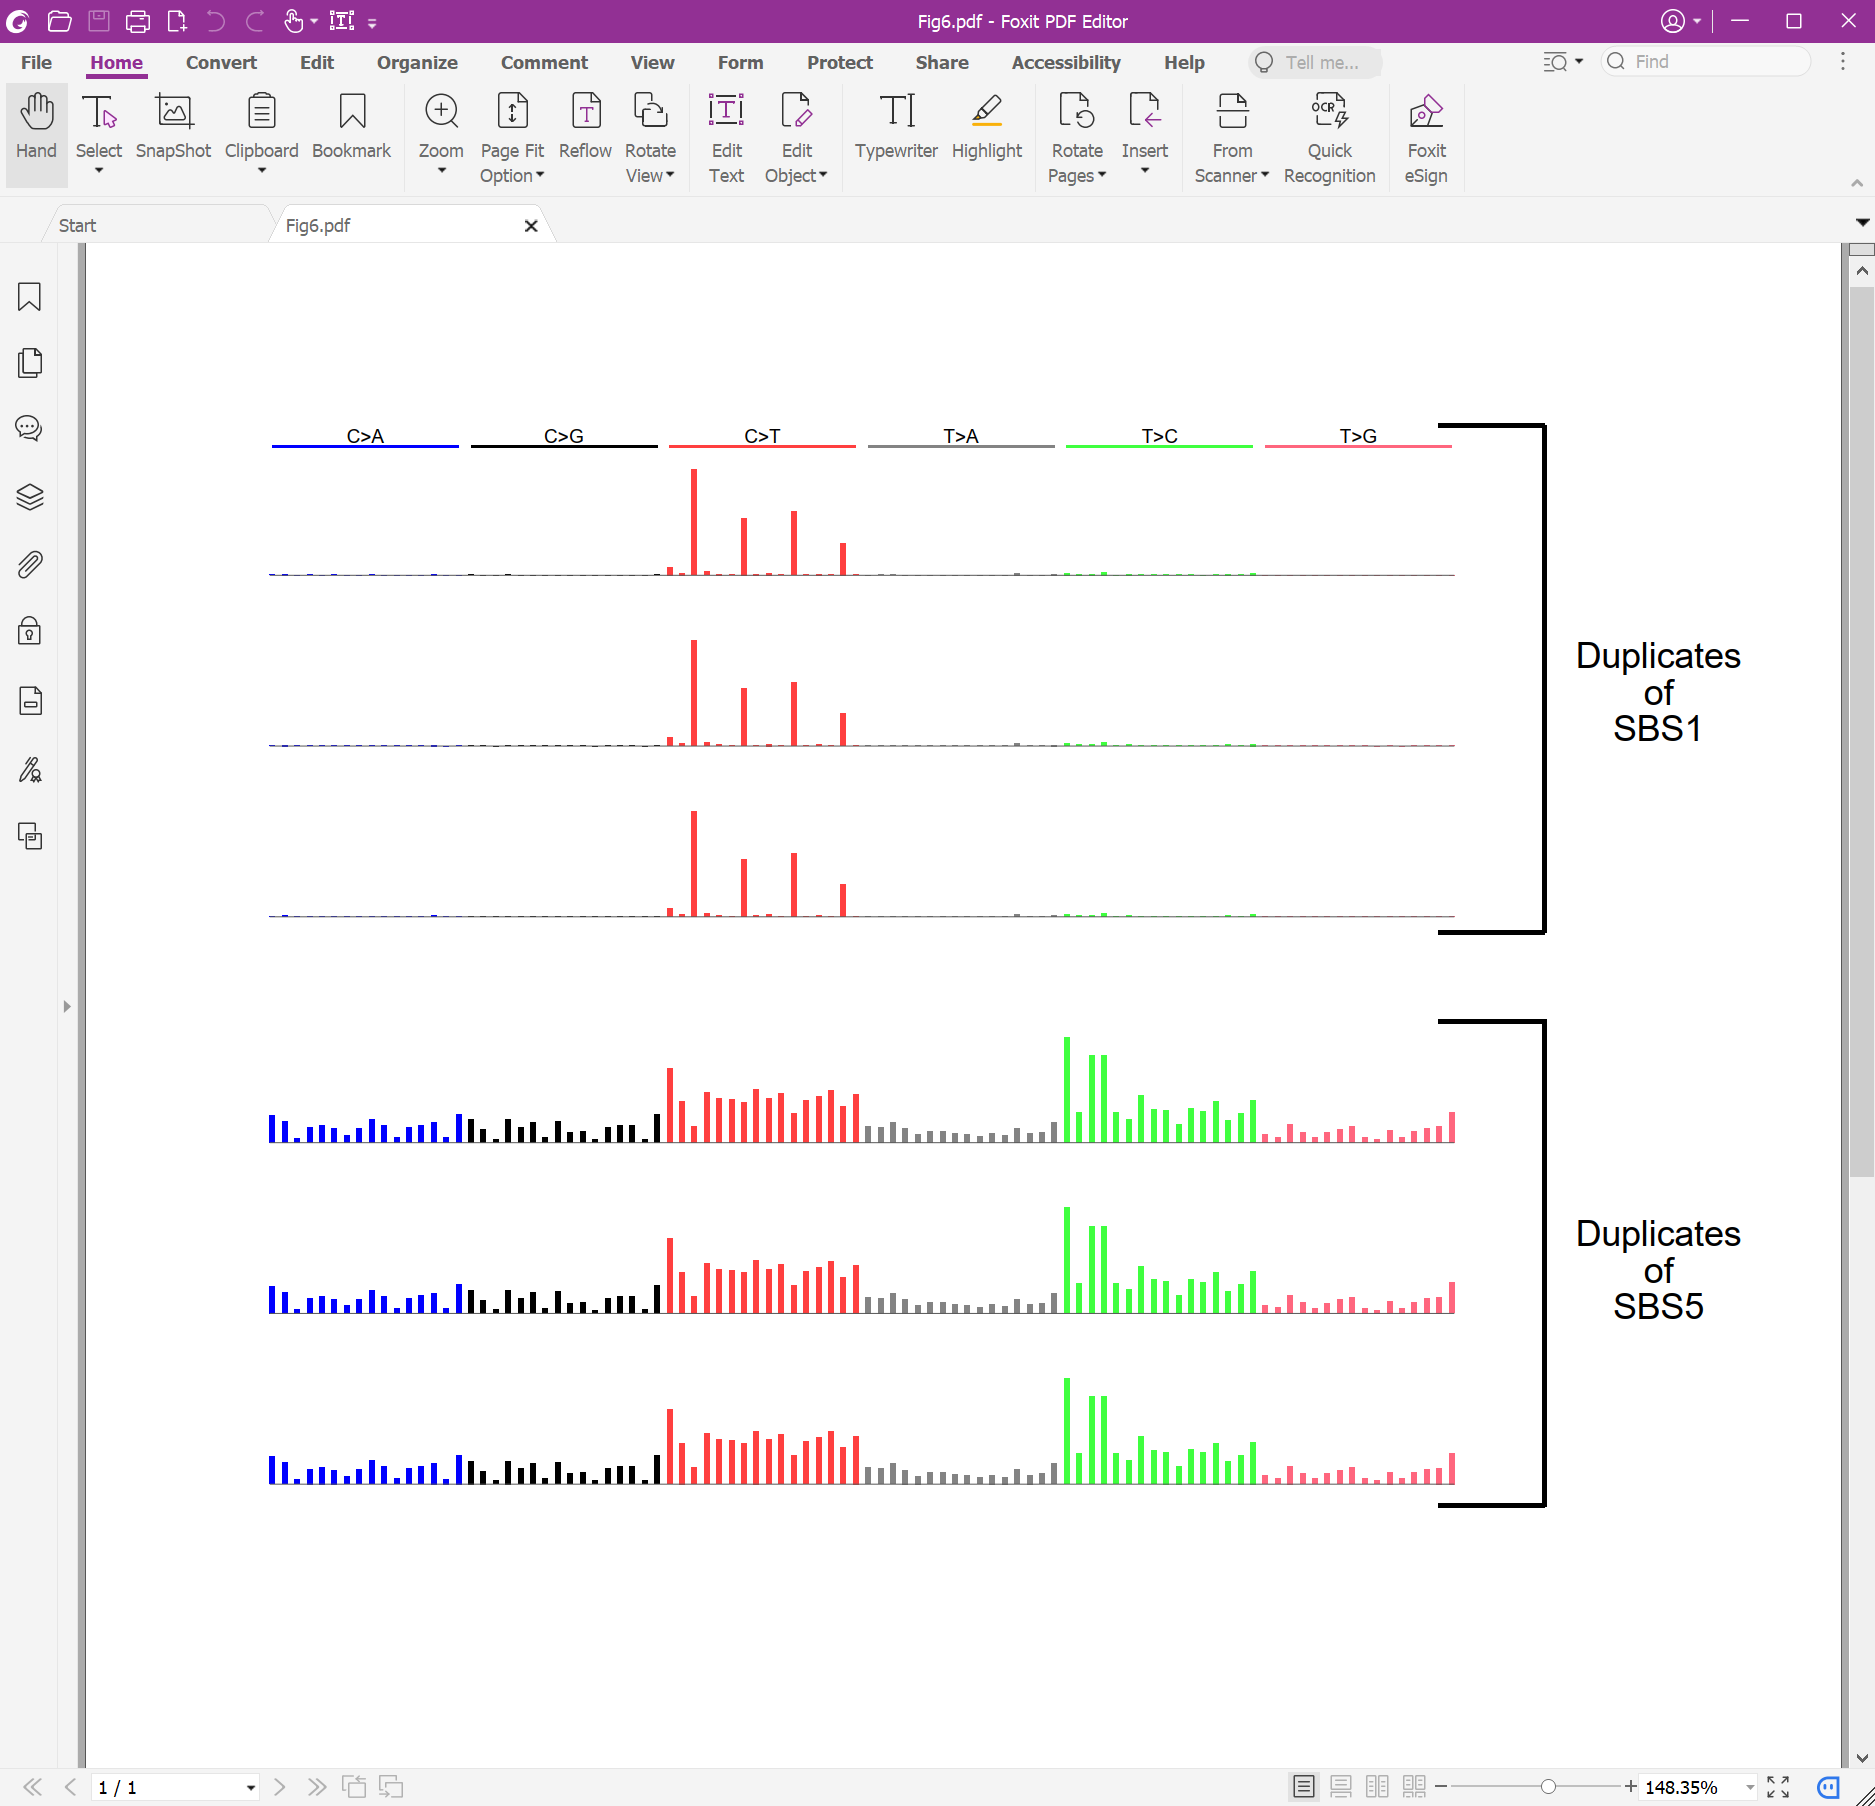 Fig6.pdf - Foxit PDF Editor
File Home Convert Edit Organize Comment View Form Protect Share Accessibility Help Tell me... Find
Hand Select SnapShot Clipboard Bookmark Zoom Page Fit Option Reflow Rotate View Edit Text Edit Object Typewriter Highlight Rotate Pages Insert From Scanner OCR Quick Recognition Foxit eSign
Start Fig6.pdf
C>A C>G C>T T>A T>C T>G
Duplicates
of
SBS1
Duplicates
of
SBS5
1 / 1 148.35%